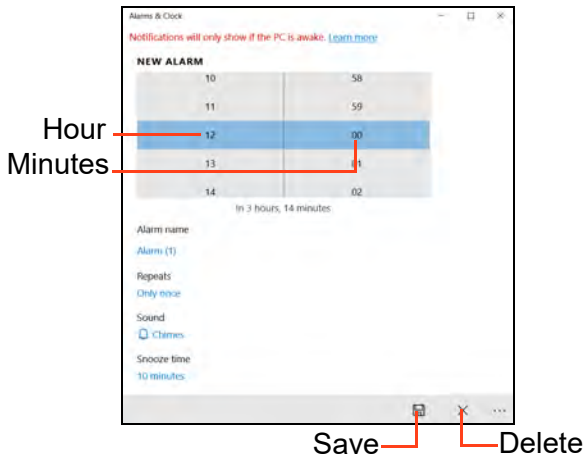 Alarms & Clock
Notifications will only show if the PC is awake. Learn more
NEW ALARM
10 58
11 59
Hour
12 00
Minutes
13 01
14 02
In 3 hours, 14 minutes
Alarm name
Alarm (1)
Repeats
Only once
Sound
Chimes
Snooze time
10 minutes
Save
Delete